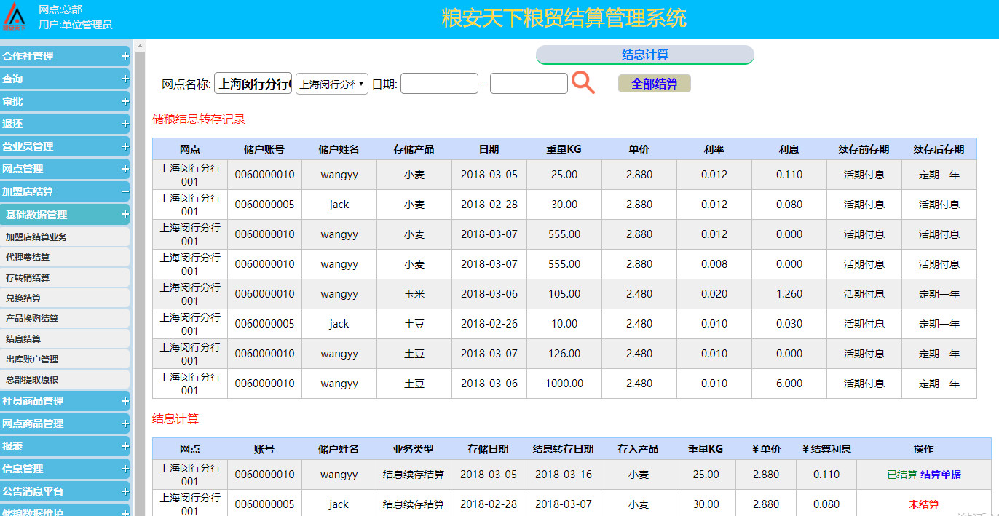 网点:总部
用户:单位管理员
粮安天下粮贸结算管理系统
合作社管理 +
查询 +
审批 +
退还 +
营业员管理 +
网点管理 +
加盟店结算 −
基础数据管理 +
加盟店结算业务
代理费结算
存转销结算
兑换结算
产品换购结算
结息结算
出库账户管理
总部提取原粮
社员商品管理 +
网点商品管理 +
报表 +
信息管理 +
公告消息平台 +
储粮数据维护 +
结息计算
网点名称: 上海闵行分行 上海闵行分行 日期: - 全部结算
储粮结息转存记录
网点 储户账号 储户姓名 存储产品 日期 重量KG 单价 利率 利息 续存前存期 续存后存期
上海闵行分行001 0060000010 wangyy 小麦 2018-03-05 25.00 2.880 0.012 0.110 活期付息 定期一年
上海闵行分行001 0060000005 jack 小麦 2018-02-28 30.00 2.880 0.012 0.080 活期付息 活期付息
上海闵行分行001 0060000010 wangyy 小麦 2018-03-07 555.00 2.880 0.012 0.000 活期付息 活期付息
上海闵行分行001 0060000010 wangyy 小麦 2018-03-07 555.00 2.880 0.008 0.000 活期付息 活期付息
上海闵行分行001 0060000010 wangyy 玉米 2018-03-06 105.00 2.480 0.020 1.260 活期付息 定期一年
上海闵行分行001 0060000005 jack 土豆 2018-02-26 10.00 2.480 0.010 0.030 活期付息 定期一年
上海闵行分行001 0060000010 wangyy 土豆 2018-03-07 126.00 2.480 0.010 0.000 活期付息 定期一年
上海闵行分行001 0060000010 wangyy 土豆 2018-03-06 1000.00 2.480 0.010 6.000 活期付息 定期一年
结息计算
网点 账号 储户姓名 业务类型 存储日期 结息转存日期 存入产品 重量KG ¥单价 ¥结算利息 操作
上海闵行分行001 0060000010 wangyy 结息续存结算 2018-03-05 2018-03-16 小麦 25.00 2.880 0.110 已结算 结算单据
上海闵行分行001 0060000005 jack 结息续存结算 2018-02-28 2018-03-07 小麦 30.00 2.880 0.080 未结算